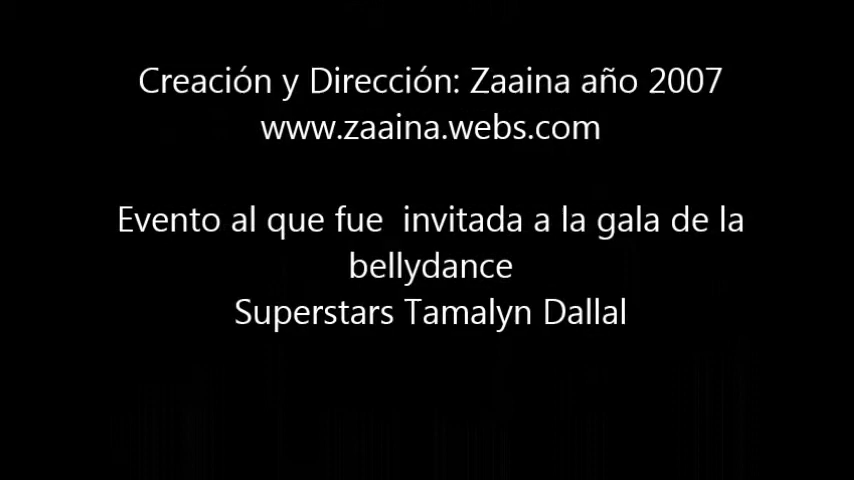 Creación y Dirección: Zaaina año 2007
www.zaaina.webs.com
Evento al que fue  invitada a la gala de la
bellydance
Superstars Tamalyn Dallal